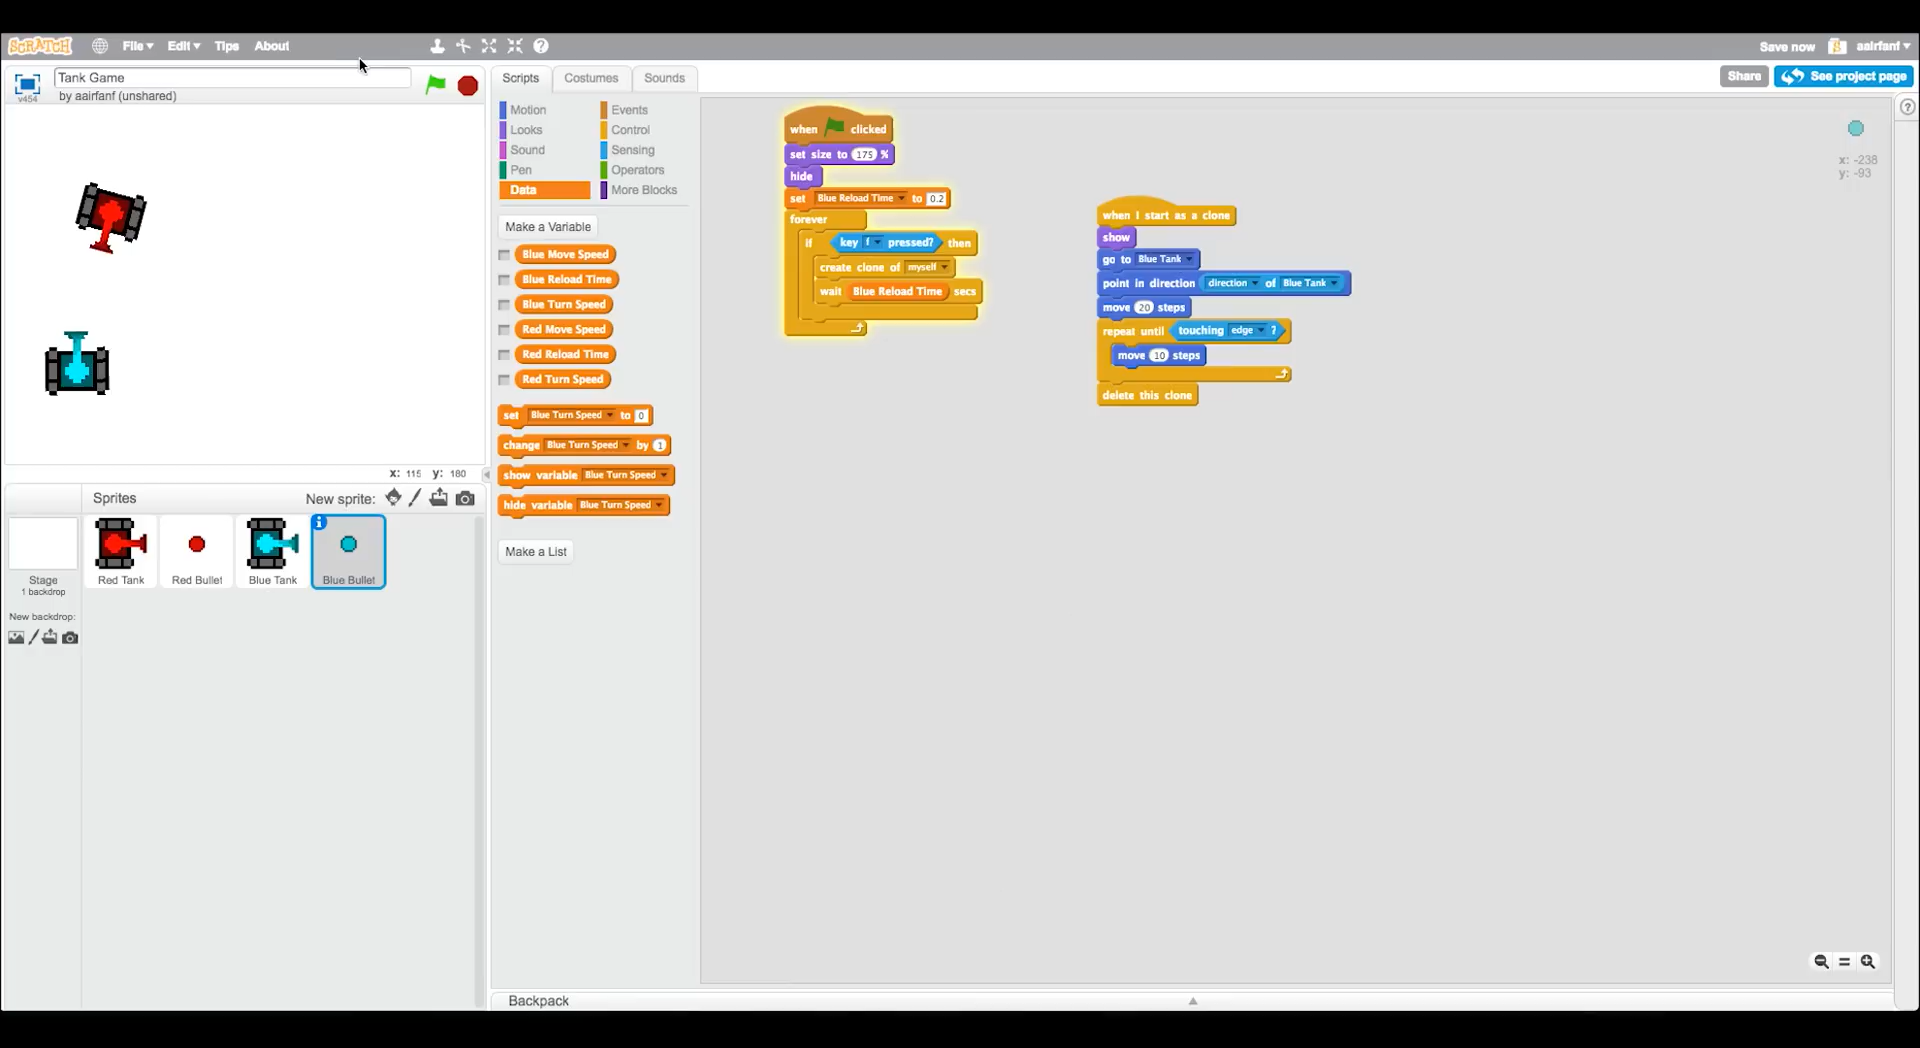 SCRATCH File Edit Tips About Save now aairfanf
v454 Tank Game
by aairfanf (unshared)
Scripts Costumes Sounds Share See project page
Motion Events
Looks Control
Sound Sensing
Pen Operators
Data More Blocks
Make a Variable
Blue Move Speed
Blue Reload Time
Blue Turn Speed
Red Move Speed
Red Reload Time
Red Turn Speed
set Blue Turn Speed to 0
change Blue Turn Speed by 1
show variable Blue Turn Speed
hide variable Blue Turn Speed
Make a List
when clicked
set size to 175 %
hide
set Blue Reload Time to 0.2
forever
if key f pressed? then
create clone of myself
wait Blue Reload Time secs
when I start as a clone
show
go to Blue Tank
point in direction direction of Blue Tank
move 20 steps
repeat until touching edge ?
move 10 steps
delete this clone
x: -238
y: -93
x: 115 y: 180
Sprites New sprite:
Stage
1 backdrop
New backdrop:
Red Tank Red Bullet Blue Tank Blue Bullet
Backpack